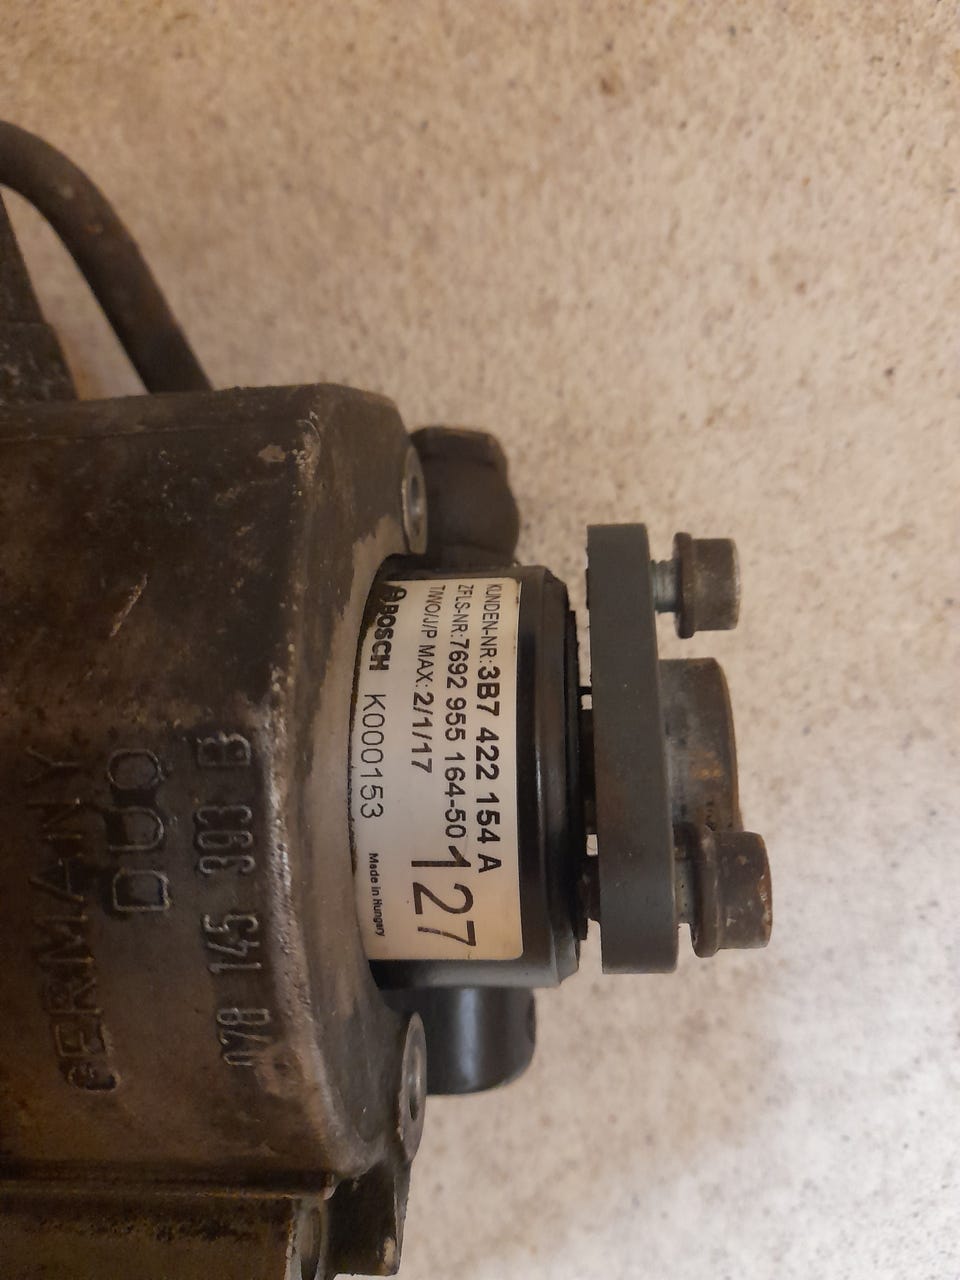 KUNDEN-NR: 3B7 422 154 A
ZFLS-NR: 7692 955 164-50
T/WO/J/P MAX: 2/1/17
127
BOSCH K000153
Made in Hungary
078 145 393 B
DUO
GERMANY